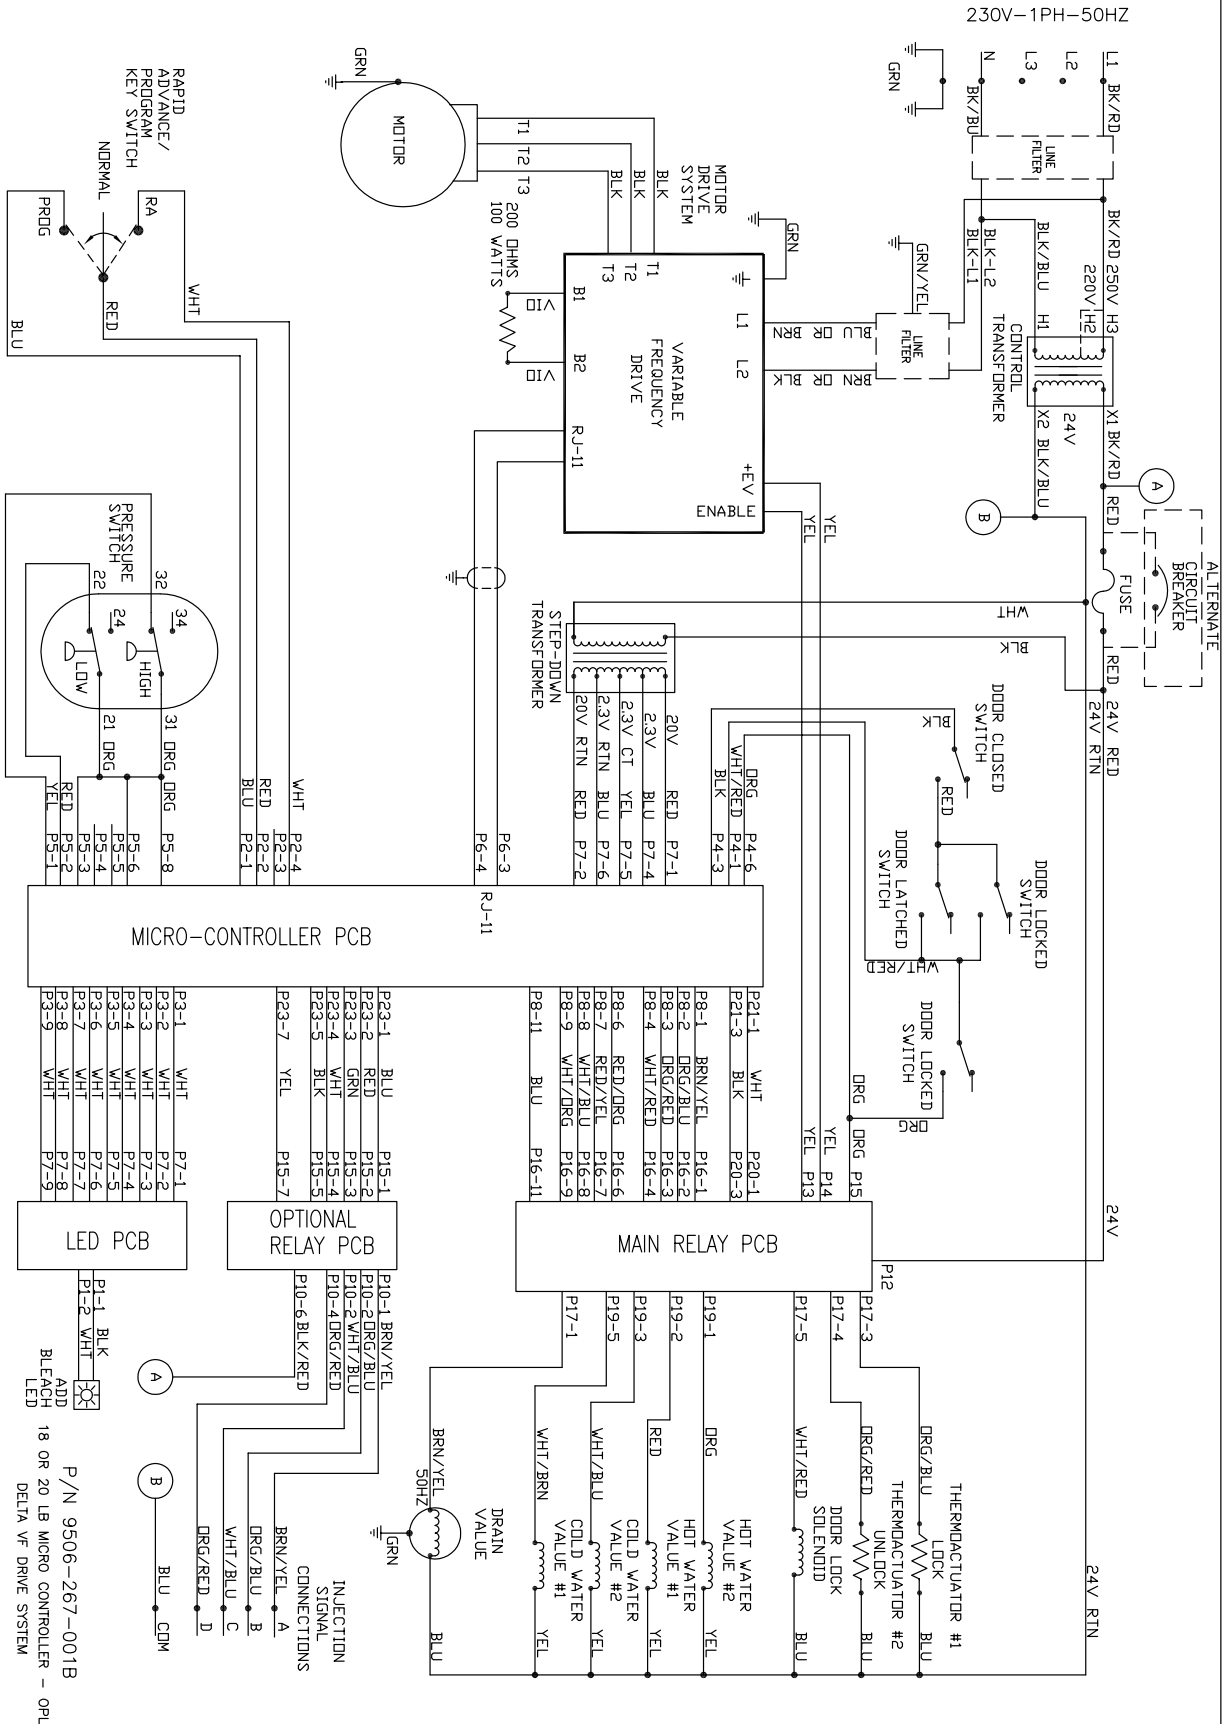 230V-1PH-50HZ
L1
L2
L3
N
GRN
BK/RD
BK/BU
LINE
FILTER
BK/RD
250V
H3
220V
H2
BLK/BLU
H1
BLK-L2
BLK-L1
CONTROL
TRANSFORMER
24V
X1
BK/RD
X2
BLK/BLU
A
B
RED
FUSE
RED
ALTERNATE
CIRCUIT
BREAKER
24V RED
24V RTN
24V
24V RTN
GRN/YEL
LINE
FILTER
BLU OR BRN
BRN OR BLK
GRN
MOTOR
DRIVE
SYSTEM
L1
L2
T1
T2
T3
VARIABLE
FREQUENCY
DRIVE
B1
B2
RJ-11
+EV
ENABLE
YEL
YEL
BLK
BLK
BLK
T1
T2
T3
MOTOR
GRN
200 OHMS
100 WATTS
VIO
VIO
RAPID
ADVANCE/
PROGRAM
KEY SWITCH
NORMAL
RA
PROG
WHT
RED
BLU
PRESSURE
SWITCH
32
34
22
24
HIGH
LOW
31 ORG
21 ORG
ORG
WHT
BLK
STEP-DOWN
TRANSFORMER
20V
2.3V
2.3V CT
2.3V RTN
20V RTN
RED
BLU
YEL
BLU
RED
P7-1
P7-4
P7-5
P7-6
P7-2
DOOR CLOSED
SWITCH
BLK
RED
DOOR LATCHED
SWITCH
DOOR LOCKED
SWITCH
DOOR LOCKED
SWITCH
WHT/RED
ORG
ORG
ORG
ORG
WHT/RED
BLK
P4-6
P4-1
P4-3
P6-3
P6-4
WHT
RED
BLU
P2-4
P2-3
P2-2
P2-1
P5-8
P5-6
P5-5
P5-4
P5-3
RED
P5-2
YEL
P5-1
RJ-11
MICRO-CONTROLLER PCB
P21-1 WHT P20-1
P21-3 BLK P20-3
P8-1 BRN/YEL P16-1
P8-2 ORG/BLU P16-2
P8-3 ORG/RED P16-3
P8-4 WHT/RED P16-4
P8-6 RED/ORG P16-6
P8-7 RED/YEL P16-7
P8-8 WHT/BLU P16-8
P8-9 WHT/ORG P16-9
P8-11 BLU P16-11
P23-1 BLU P15-1
P23-2 RED P15-2
P23-3 GRN P15-3
P23-4 WHT P15-4
P23-5 BLK P15-5
P23-7 YEL P15-7
P3-1 WHT P7-1
P3-2 WHT P7-2
P3-3 WHT P7-3
P3-4 WHT P7-4
P3-5 WHT P7-5
P3-6 WHT P7-6
P3-7 WHT P7-7
P3-8 WHT P7-8
P3-9 WHT P7-9
ORG P15
YEL P14
YEL P13
P12
MAIN RELAY PCB
OPTIONAL
RELAY PCB
LED PCB
P17-3
P17-4
P17-5
P19-1
P19-2
P19-3
P19-5
P17-1
P10-1 BRN/YEL
P10-2 ORG/BLU
P10-2 WHT/BLU
P10-4 ORG/RED
P10-6 BLK/RED
P1-1 BLK
P1-2 WHT
ADD
BLEACH
LED
A
B
ORG/BLU
THERMOACTUATOR #1
LOCK
BLU
ORG/RED
THERMOACTUATOR #2
UNLOCK
BLU
WHT/RED
DOOR LOCK
SOLENOID
BLU
ORG
HOT WATER
VALUE #2
YEL
RED
HOT WATER
VALUE #1
YEL
WHT/BLU
COLD WATER
VALUE #2
YEL
WHT/BRN
COLD WATER
VALUE #1
YEL
BRN/YEL
50HZ
DRAIN
VALUE
GRN
BLU
INJECTION
SIGNAL
CONNECTIONS
BRN/YEL A
ORG/BLU B
WHT/BLU C
ORG/RED D
BLU COM
P/N 9506-267-001B
18 OR 20 LB MICRO CONTROLLER - OPL
DELTA VF DRIVE SYSTEM